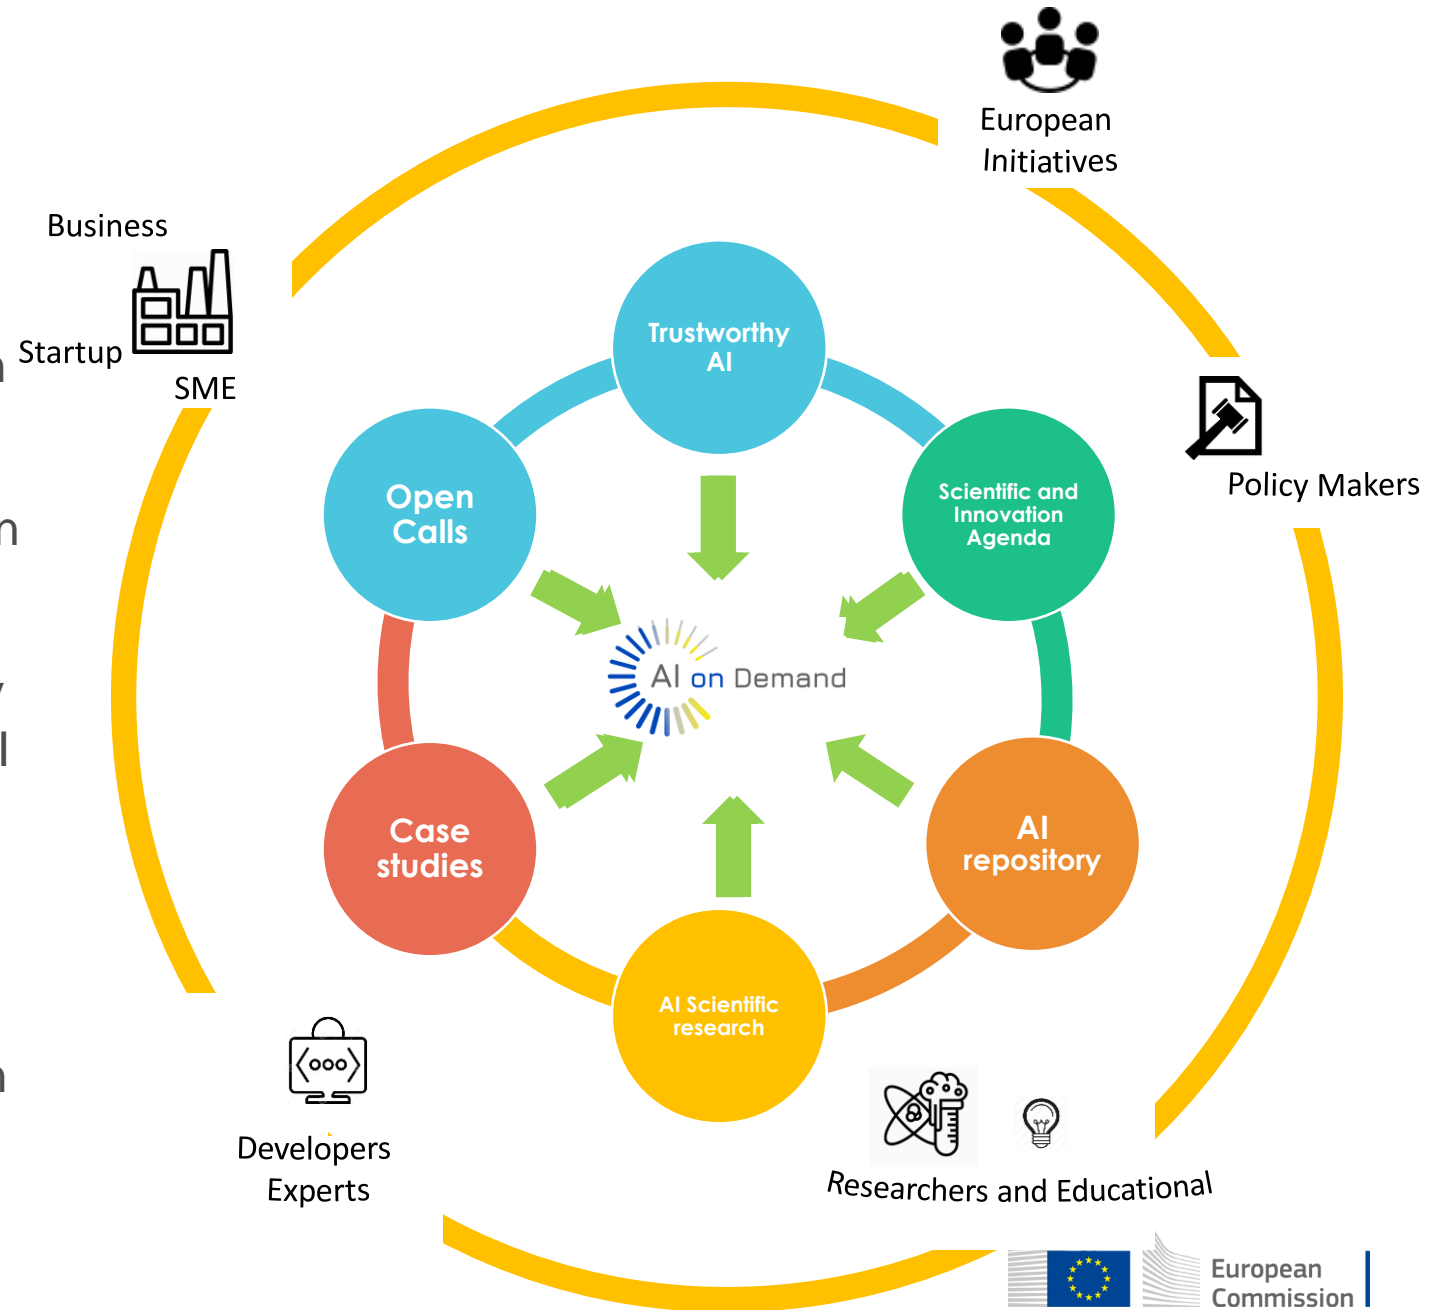 European
Initiatives
Business
Startup
SME
Trustworthy
AI
Open
Calls
Scientific and
Innovation
Agenda
Policy Makers
AI on Demand
Case
studies
AI
repository
AI Scientific
research
Developers
Experts
Researchers and Educational
European
Commission